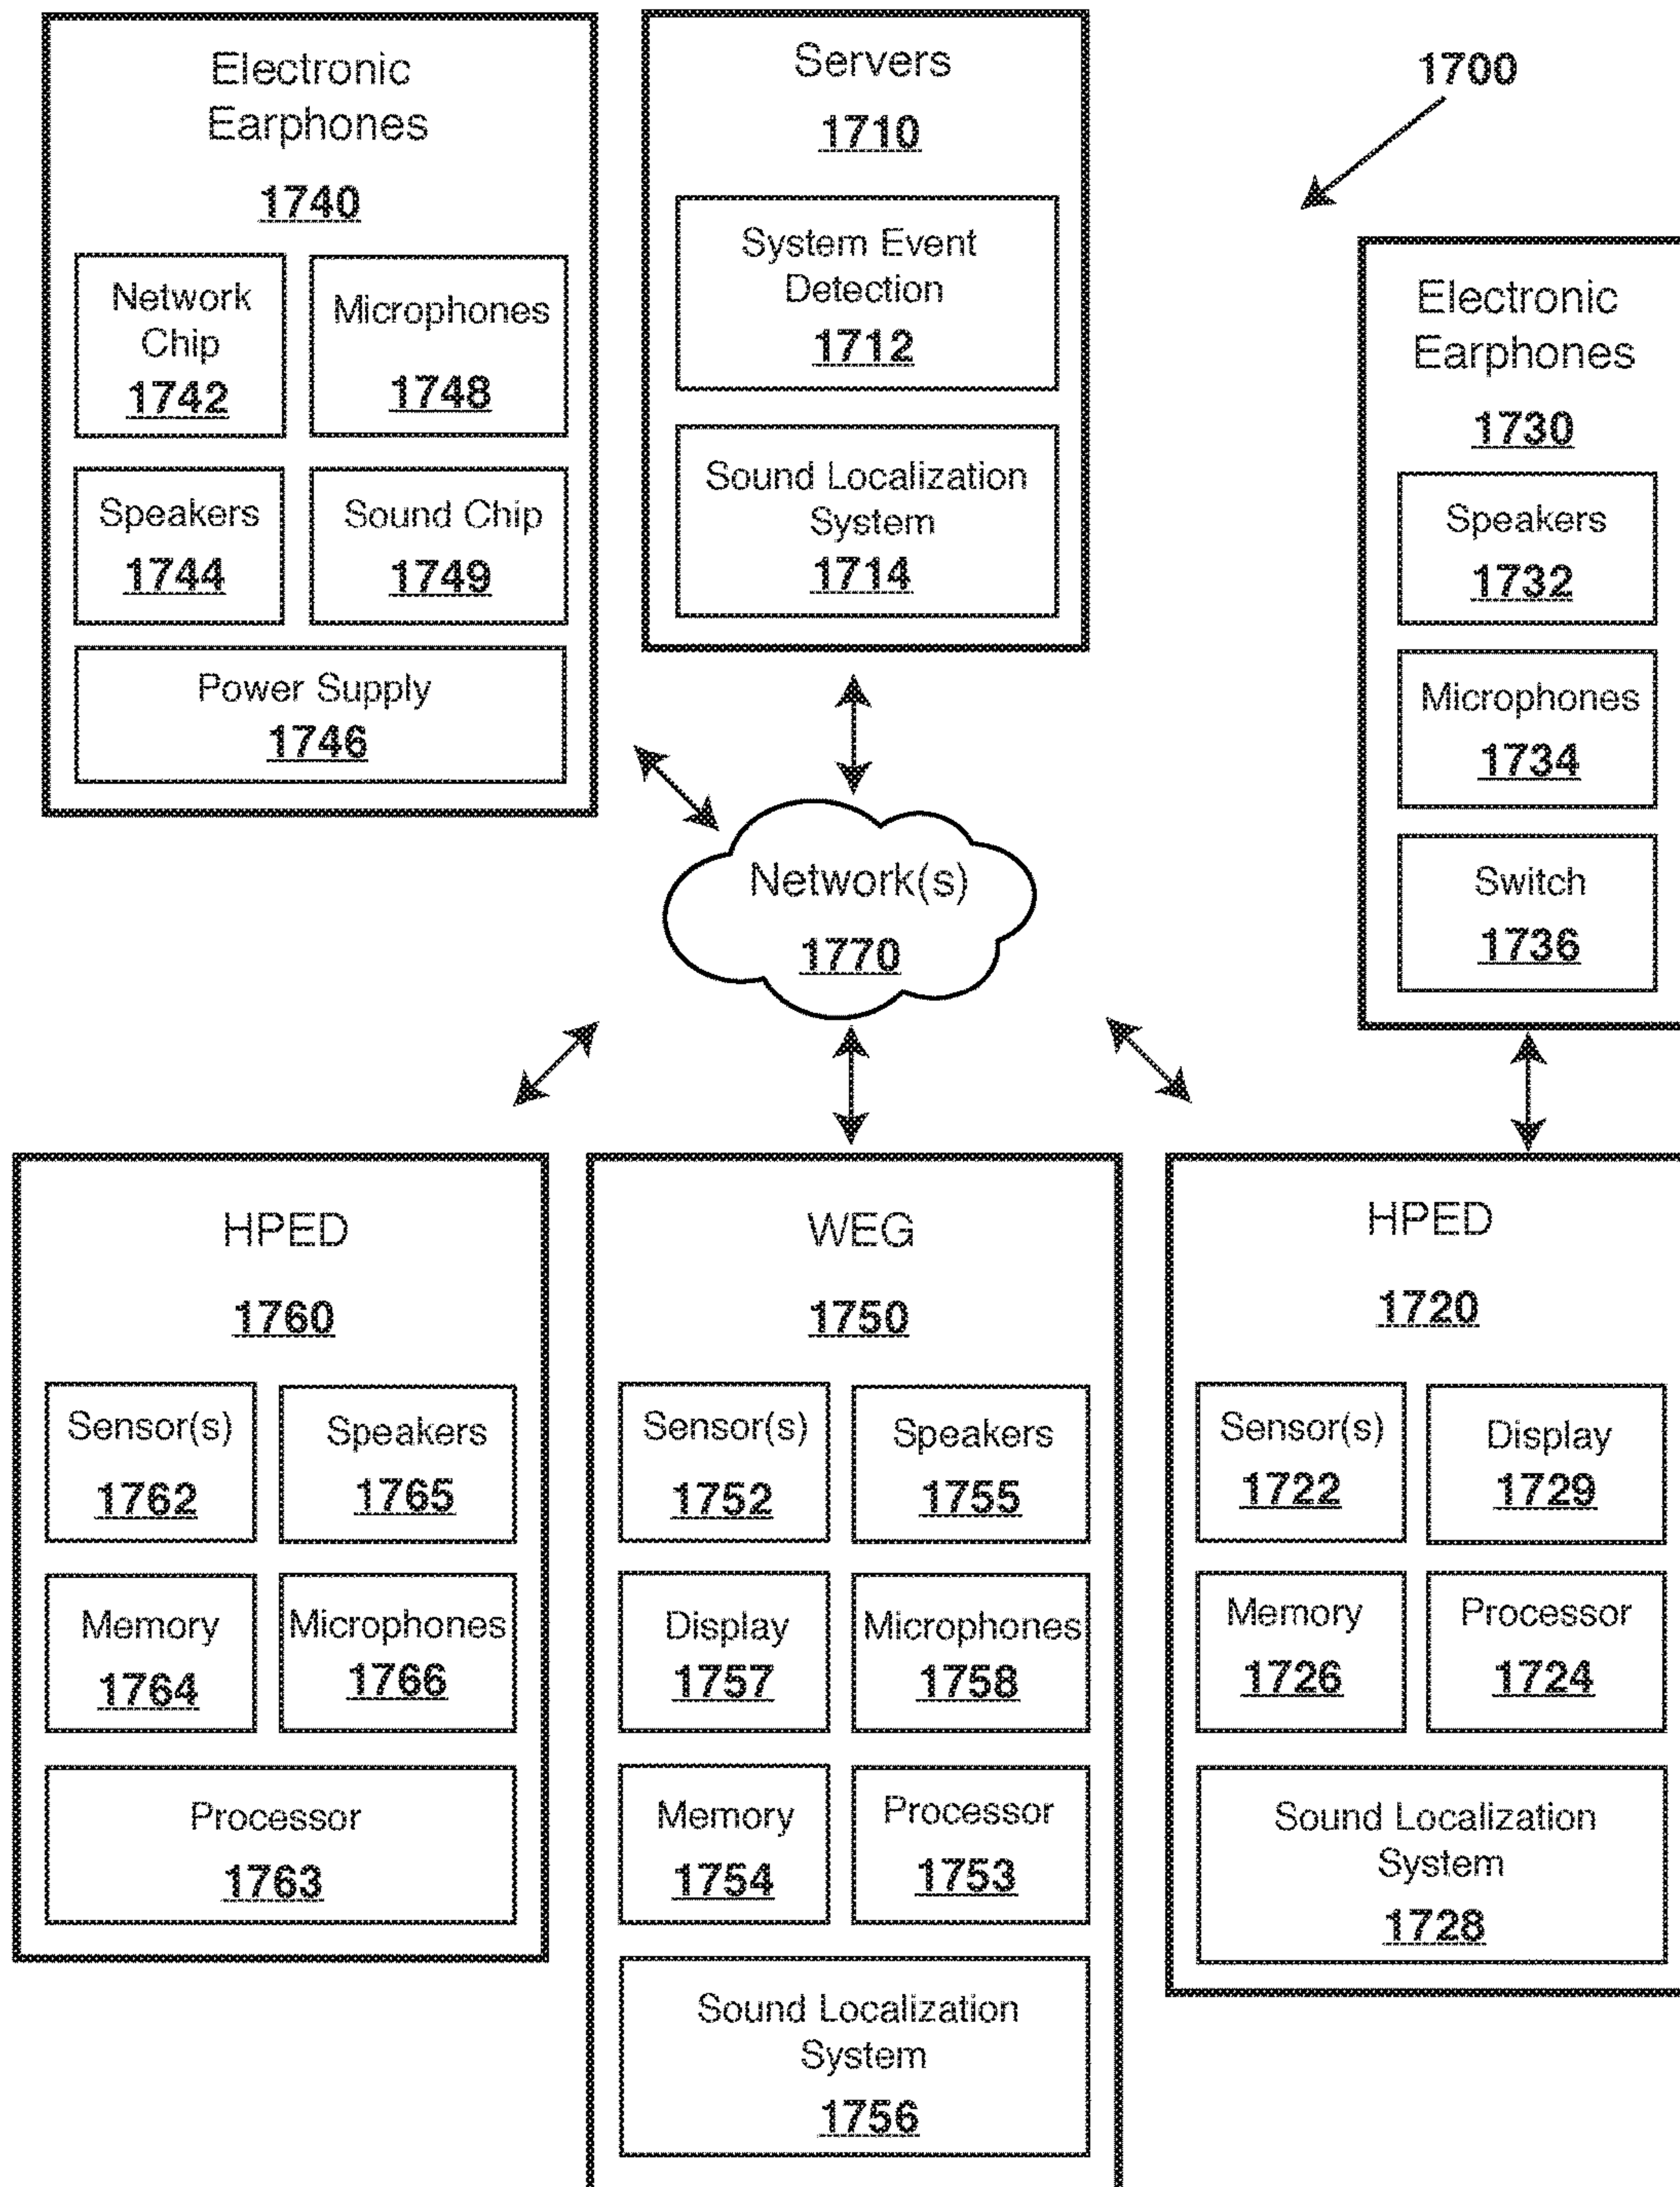 Electronic
Earphones
1740
Network
Chip
1742
Microphones
1748
Speakers
1744
Sound Chip
1749
Power Supply
1746
Servers
1710
System Event
Detection
1712
Sound Localization
System
1714
1700
Electronic
Earphones
1730
Speakers
1732
Microphones
1734
Switch
1736
Network(s)
1770
HPED
1760
Sensor(s)
1762
Speakers
1765
Memory
1764
Microphones
1766
Processor
1763
WEG
1750
Sensor(s)
1752
Speakers
1755
Display
1757
Microphones
1758
Memory
1754
Processor
1753
Sound Localization
System
1756
HPED
1720
Sensor(s)
1722
Display
1729
Memory
1726
Processor
1724
Sound Localization
System
1728